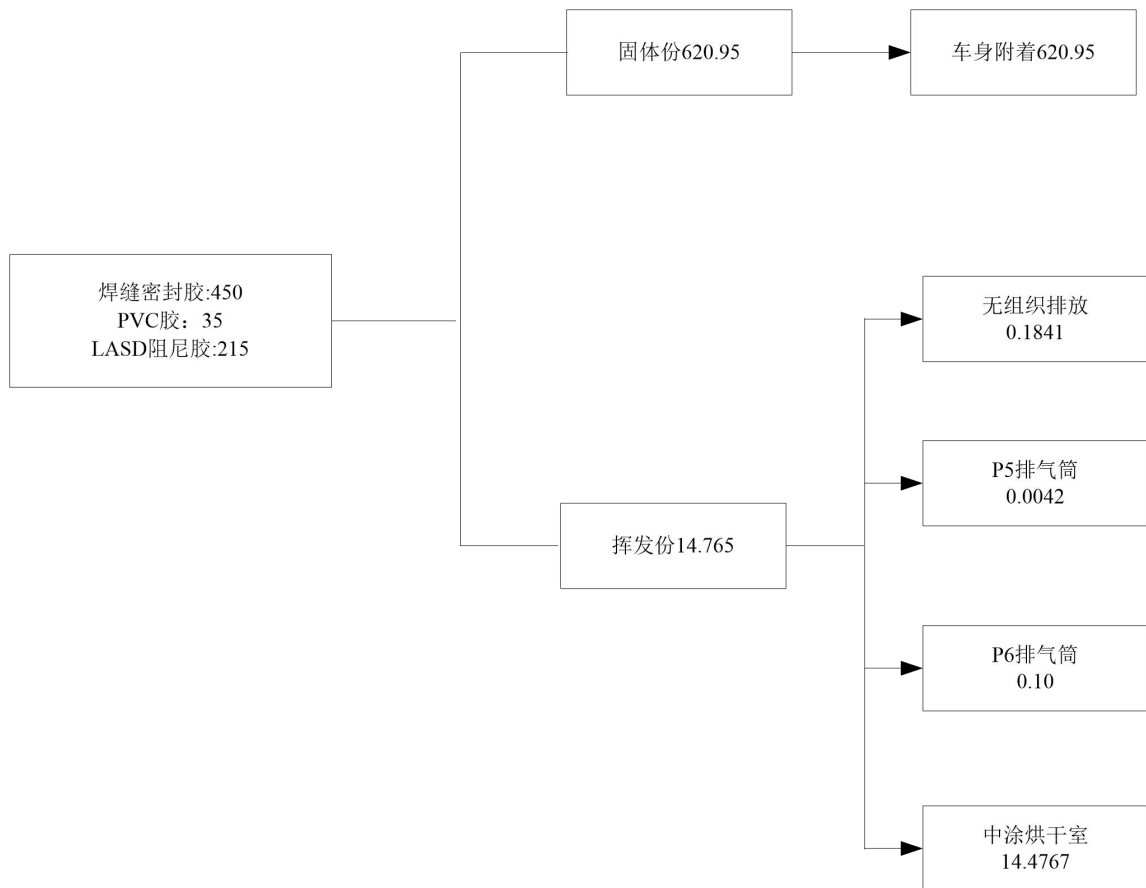 固体份620.95
车身附着620.95
焊缝密封胶:450
PVC胶：35
LASD阻尼胶:215
无组织排放
0.1841
P5排气筒
0.0042
挥发份14.765
P6排气筒
0.10
中涂烘干室
14.4767